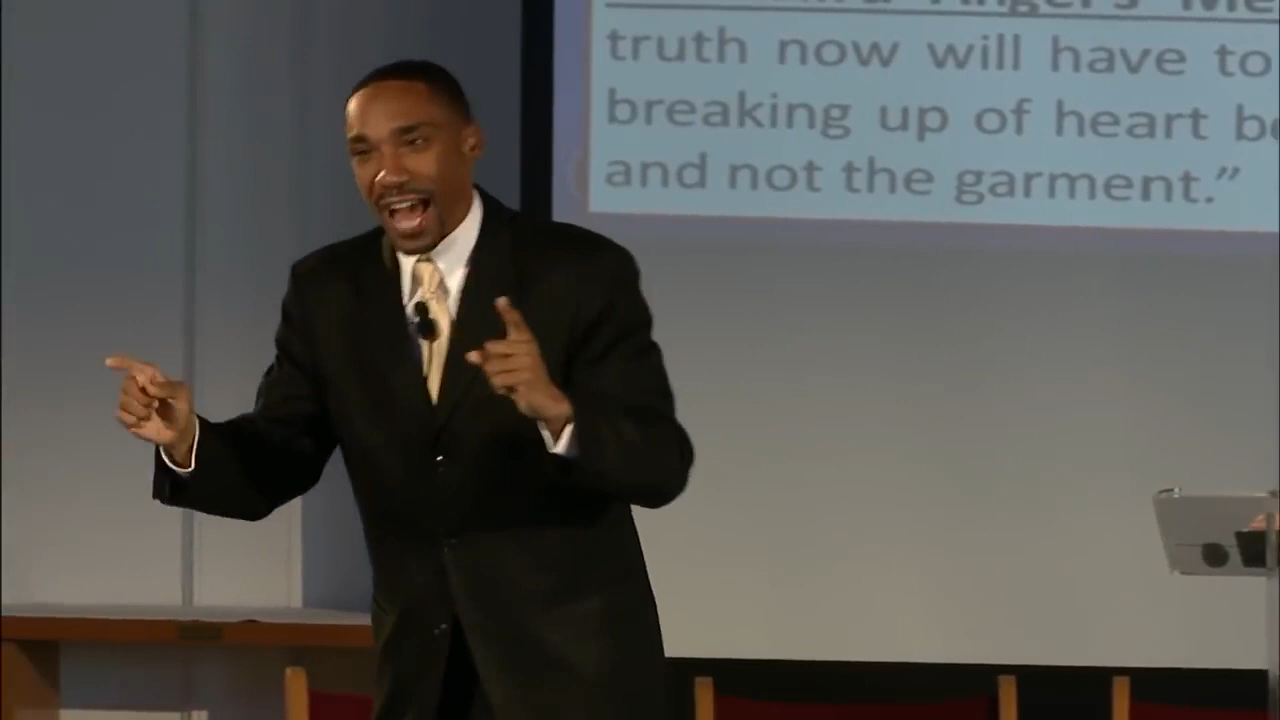 truth now will have to
breaking up of heart
and not the garment.”